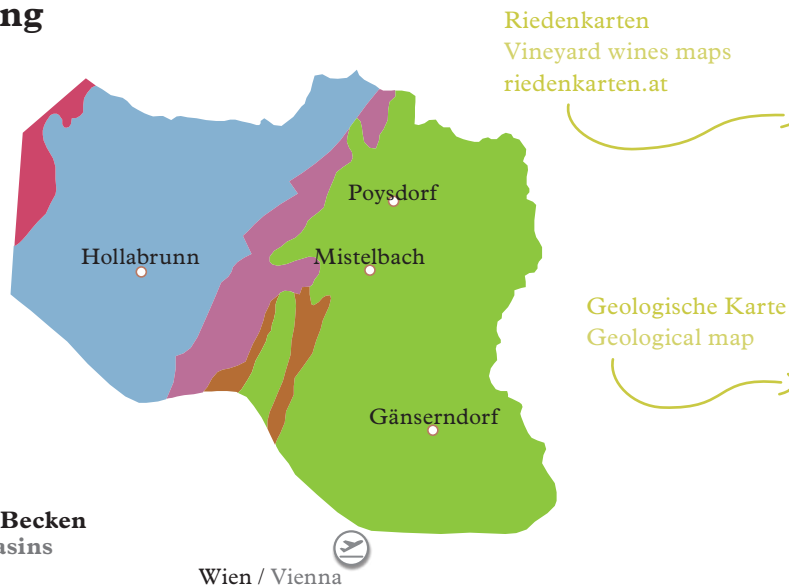 ng
Riedenkarten
Vineyard wines maps
riedenkarten.at
Poysdorf
Hollabrunn
Mistelbach
Geologische Karte
Geological map
Gänserndorf
Becken
asins
Wien / Vienna